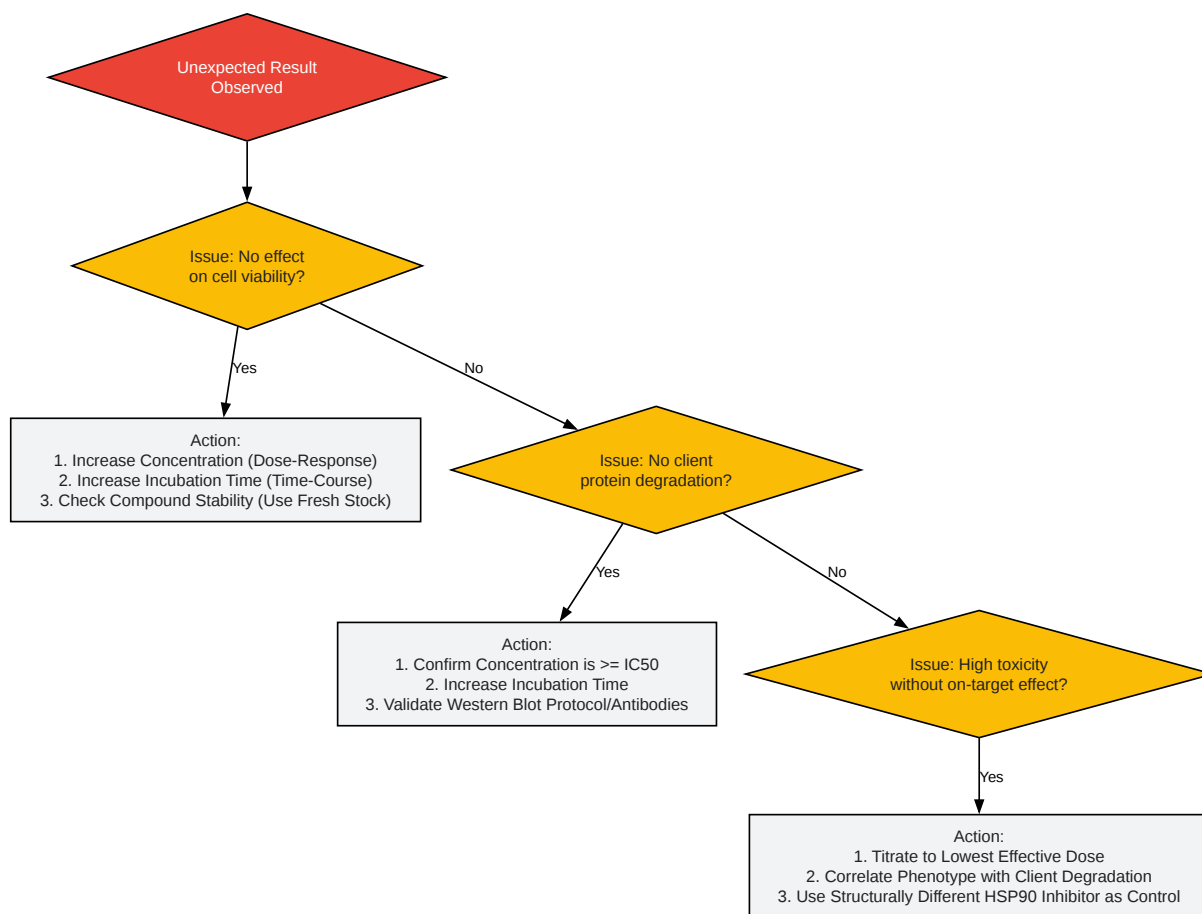 Unexpected Result
Observed
Issue: No effect
on cell viability?
Yes
No
Action:
1. Increase Concentration (Dose-Response)
2. Increase Incubation Time (Time-Course)
3. Check Compound Stability (Use Fresh Stock)
Issue: No client
protein degradation?
Yes
No
Action:
1. Confirm Concentration is >= IC50
2. Increase Incubation Time
3. Validate Western Blot Protocol/Antibodies
Issue: High toxicity
without on-target effect?
Yes
Action:
1. Titrate to Lowest Effective Dose
2. Correlate Phenotype with Client Degradation
3. Use Structurally Different HSP90 Inhibitor as Control